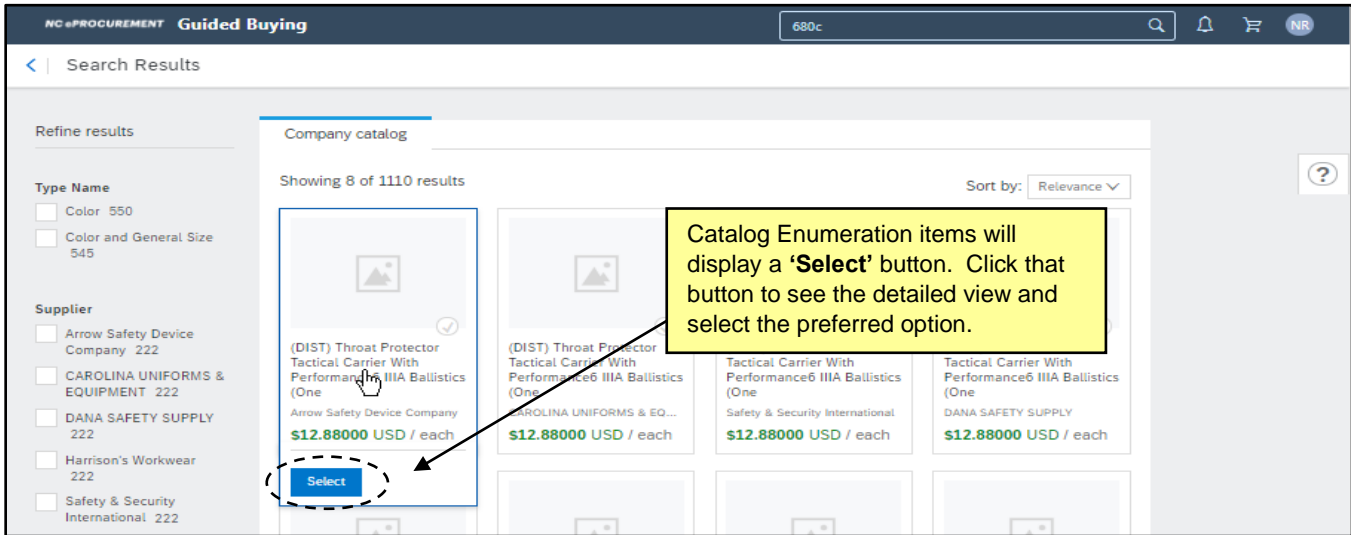 NC ePROCUREMENT Guided Buying
680c
NR
Search Results
Refine results
Type Name
Color 550
Color and General Size
545
Supplier
Arrow Safety Device
Company 222
CAROLINA UNIFORMS &
EQUIPMENT 222
DANA SAFETY SUPPLY
222
Harrison's Workwear
222
Safety & Security
International 222
Company catalog
Showing 8 of 1110 results
Sort by: Relevance
Catalog Enumeration items will
display a ‘Select’ button. Click that
button to see the detailed view and
select the preferred option.
(DIST) Throat Protector
Tactical Carrier With
Performance6 IIIA Ballistics
(One
Arrow Safety Device Company
$12.88000 USD / each
Select
(DIST) Throat Protector
Tactical Carrier With
Performance6 IIIA Ballistics
(One
CAROLINA UNIFORMS & EQ...
$12.88000 USD / each
Tactical Carrier With
Performance6 IIIA Ballistics
(One
Safety & Security International
$12.88000 USD / each
Tactical Carrier With
Performance6 IIIA Ballistics
(One
DANA SAFETY SUPPLY
$12.88000 USD / each
?